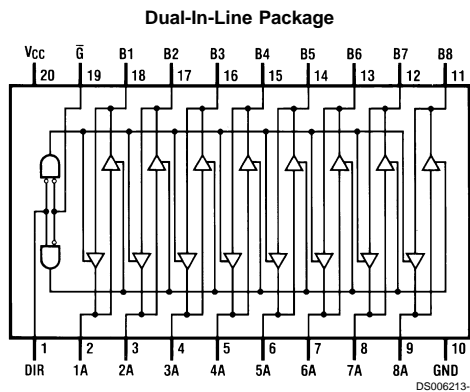 Dual-In-Line Package
VCC G̅ B1 B2 B3 B4 B5 B6 B7 B8
20 19 18 17 16 15 14 13 12 11
1 2 3 4 5 6 7 8 9 10
DIR 1A 2A 3A 4A 5A 6A 7A 8A GND
DS006213-